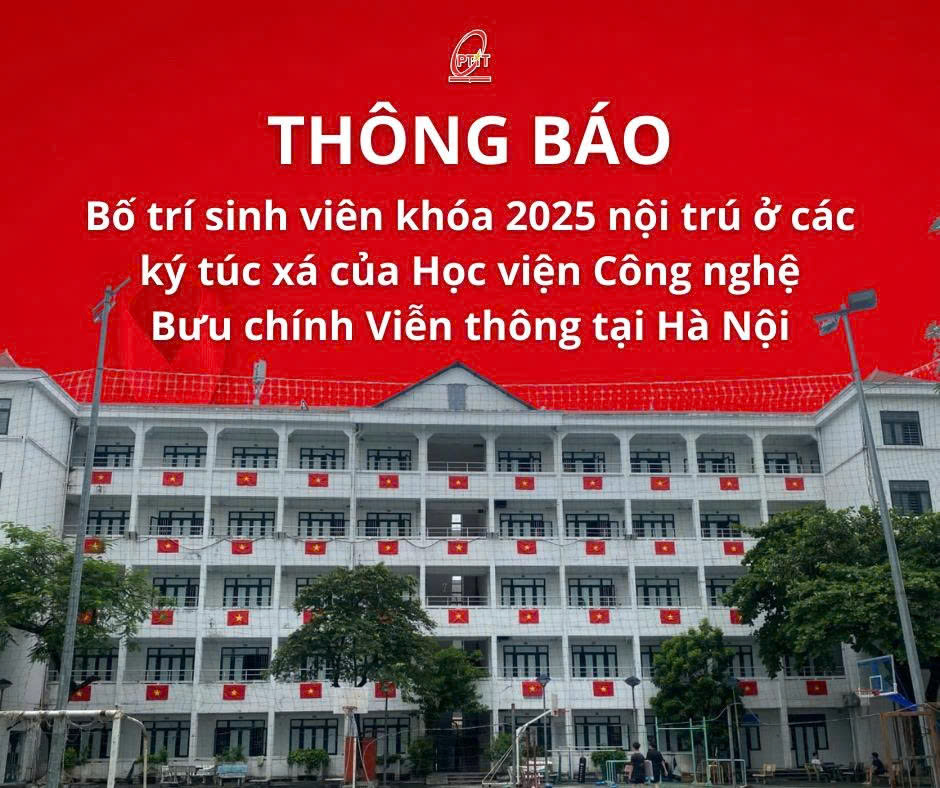 PTIT
THÔNG BÁO
Bố trí sinh viên khóa 2025 nội trú ở các
ký túc xá của Học viện Công nghệ
Bưu chính Viễn thông tại Hà Nội